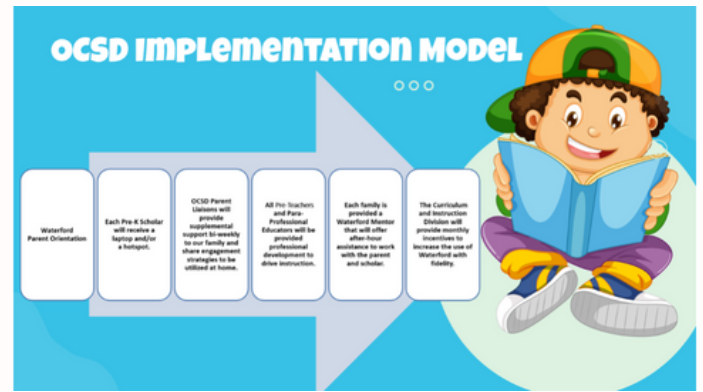 OCSD Implementation Model
Waterford
Parent Orientation
Each Pre-K Scholar
will receive a
laptop and/or
a hotspot.
OCSD Parent
Liaisons will
provide
supplemental
support bi-weekly
to our family and
share engagement
strategies to be
utilized at home.
All Pre-Teachers
and Para-
Professional
Educators will be
provided
professional
development to
drive instruction.
Each family is
provided a
Waterford Mentor
that will offer
after-hour
assistance to work
with the parent
and scholar.
The Curriculum
and Instruction
Division will
provide monthly
incentives to
increase the use of
Waterford with
fidelity.